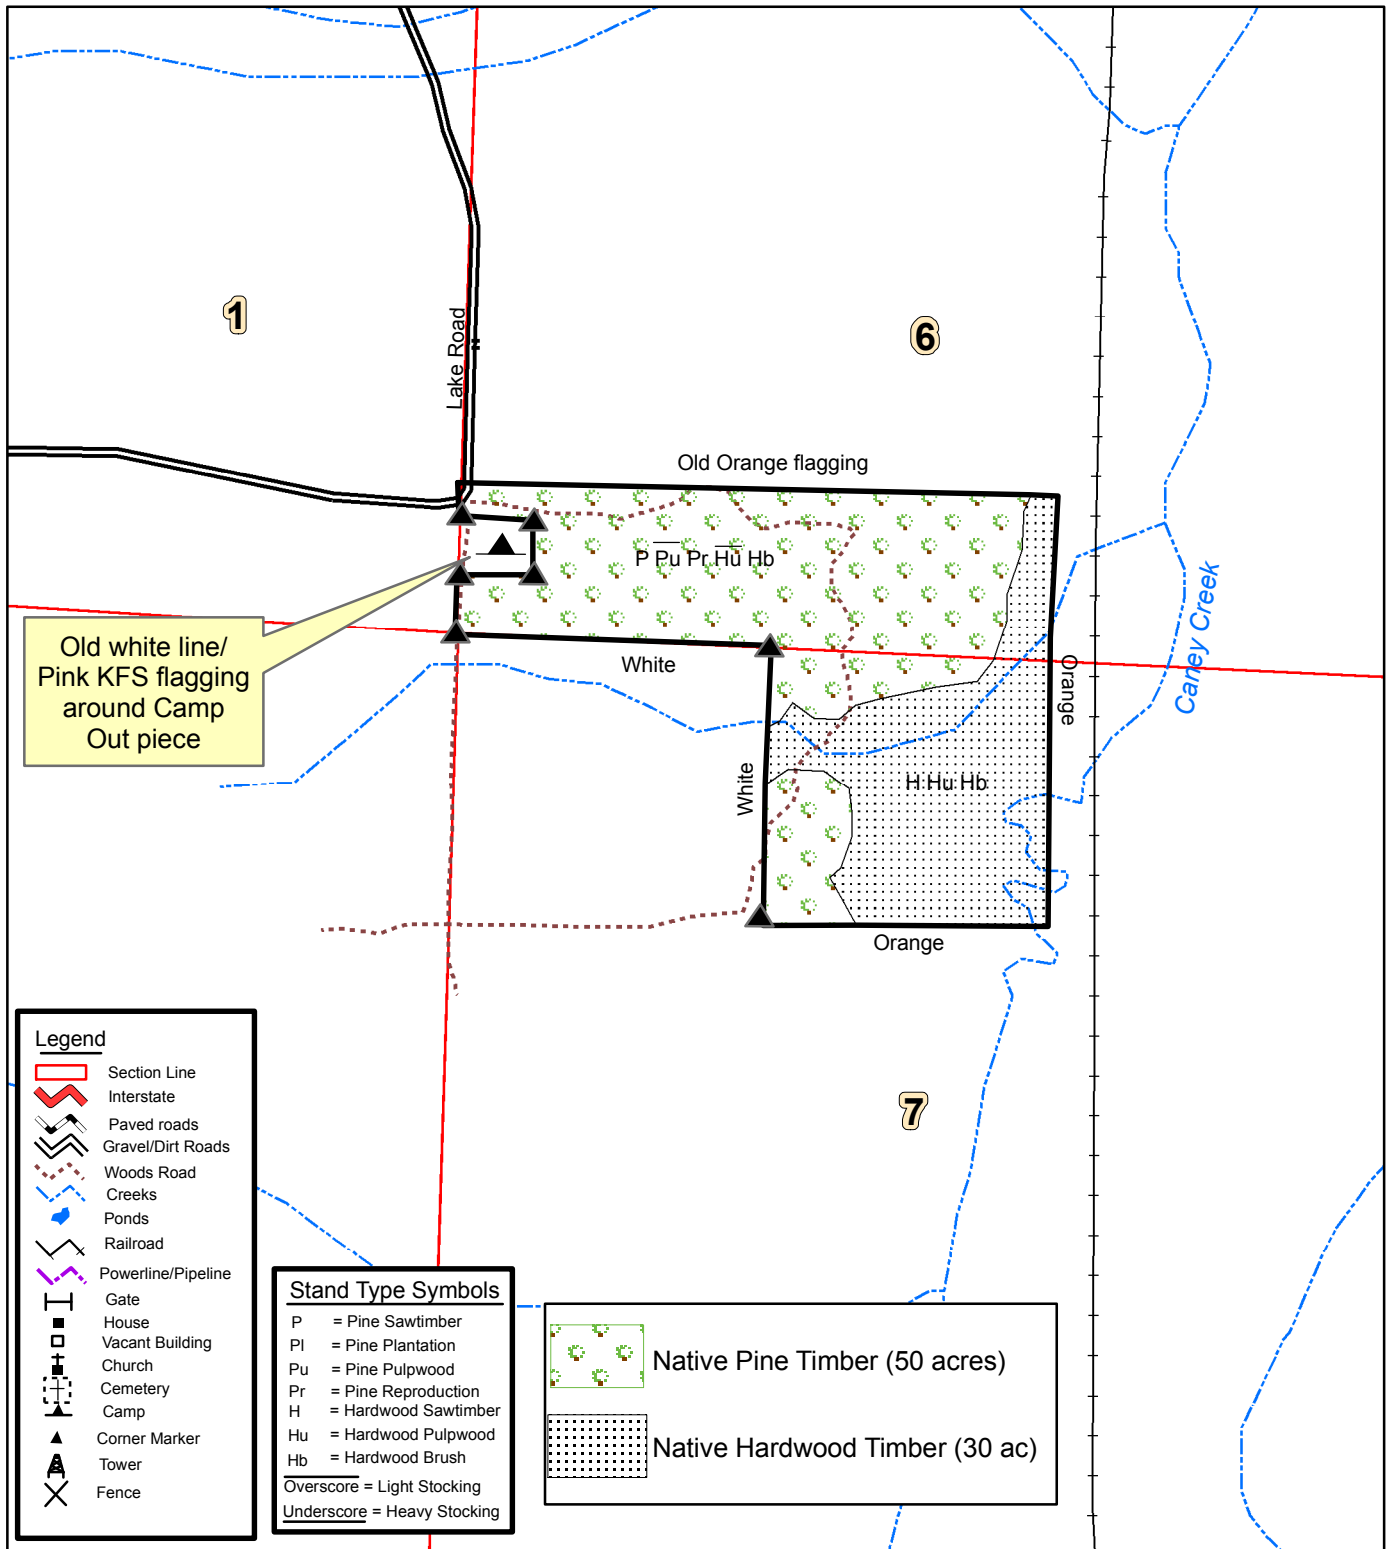 1
6
Lake Road
Old Orange flagging
P Pu Pr Hu Hb
Old white line/
Pink KFS flagging
around Camp
Out piece
White
Orange
Caney Creek
White
H Hu Hb
Orange
7
Legend
Section Line
Interstate
Paved roads
Gravel/Dirt Roads
Woods Road
Creeks
Ponds
Railroad
Powerline/Pipeline
Gate
House
Vacant Building
Church
Cemetery
Camp
Corner Marker
Tower
Fence
Stand Type Symbols
P = Pine Sawtimber
Pl = Pine Plantation
Pu = Pine Pulpwood
Pr = Pine Reproduction
H = Hardwood Sawtimber
Hu = Hardwood Pulpwood
Hb = Hardwood Brush
Overscore = Light Stocking
Underscore = Heavy Stocking
Native Pine Timber (50 acres)
Native Hardwood Timber (30 ac)